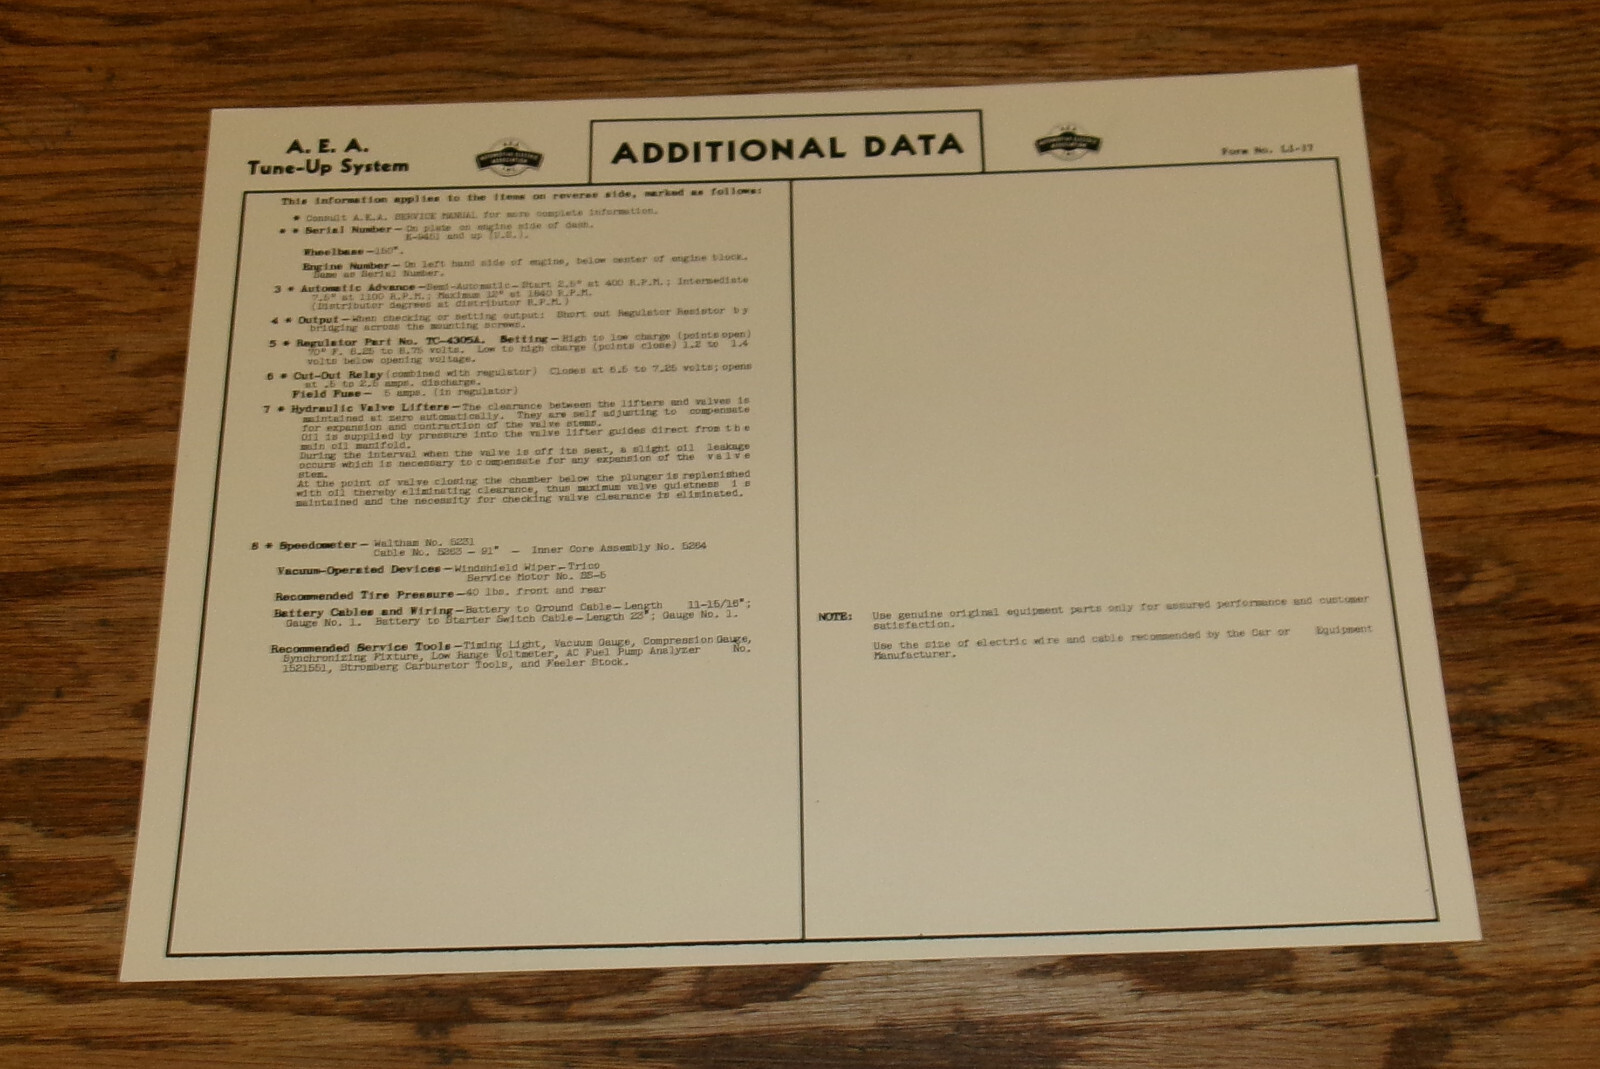 A. E. A.
Tune-Up System
ADDITIONAL DATA
This information applies to the items on reverse side, marked as follows:
* Consult A.E.A. SERVICE MANUAL for more complete information.
* * Serial Number—On plate on engine side of dash.
and up (U.S.).
Wheelbase—150".
Engine Number—On left hand side of engine, below center of engine block.
Same as Serial Number.
3 * Automatic Advance—Semi-Automatic—Start 2.5° at 400 R.P.M.; Intermediate
7.5° at 1100 R.P.M.; Maximum 12° at 1840 R.P.M.
(Distributor degrees at distributor R.P.M.)
4 * Output—When checking or setting output: Short out Regulator Resistor by
bridging across the mounting screws.
5 * Regulator Part No. TC-4305A. Setting—High to low charge (points open)
70° F. 8.25 to 8.75 volts. Low to high charge (points close) 1.2 to 1.4
volts below opening voltage.
6 * Cut-Out Relay (combined with regulator) Closes at 6.5 to 7.25 volts; opens
at .5 to 2.5 amps. discharge.
Field Fuse— 5 amps. (in regulator)
7 * Hydraulic Valve Lifters—The clearance between the lifters and valves is
maintained at zero automatically. They are self adjusting to compensate
for expansion and contraction of the valve stems.
Oil is supplied by pressure into the valve lifter guides direct from the
main oil manifold.
During the interval when the valve is off its seat, a slight oil leakage
occurs which is necessary to compensate for any expansion of the valve
stem.
At the point of valve closing the chamber below the plunger is replenished
with oil thereby eliminating clearance, thus maximum valve quietness is
maintained and the necessity for checking valve clearance is eliminated.
8 * Speedometer— Waltham No. 5231
Cable No. 5263 — 91" — Inner Core Assembly No. 5264
Vacuum-Operated Devices—Windshield Wiper—Trico
Service Motor No. SS-5
Recommended Tire Pressure—40 lbs. front and rear
Battery Cables and Wiring—Battery to Ground Cable—Length 11-15/16";
Gauge No. 1. Battery to Starter Switch Cable—Length 23"; Gauge No. 1.
Recommended Service Tools—Timing Light, Vacuum Gauge, Compression Gauge,
Synchronizing Fixture, Low Range Voltmeter, AC Fuel Pump Analyzer No.
1521551, Stromberg Carburetor Tools, and Feeler Stock.
Form No. LI-17
NOTE: Use genuine original equipment parts only for assured performance and customer
satisfaction.
Use the size of electric wire and cable recommended by the Car or Equipment
Manufacturer.